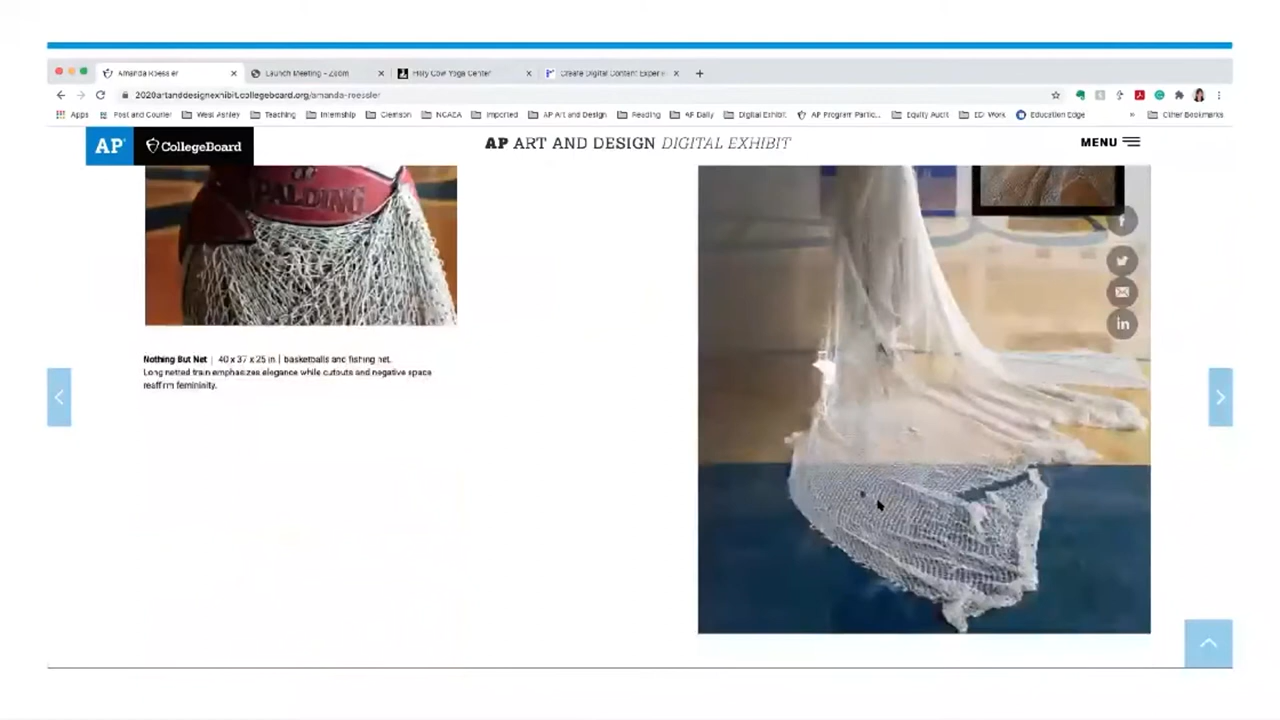 Amanda Roessler
Launch Meeting - Zoom
Holy Cow Yoga Center
Create Digital Content Exper
2020artanddesignexhibit.collegeboard.org/amanda-roessler
Apps
Post and Courier
West Ashley
Teaching
Internship
Clemson
NCAEA
Imported
AP Art and Design
Reading
AP Daily
Digital Exhibit
AP Program Partic...
Equity Audit
ED Work
Education Edge
»
Other Bookmarks
AP
CollegeBoard
AP ART AND DESIGN DIGITAL EXHIBIT
MENU
SPALDING
Nothing But Net | 40 x 37 x 25 in | basketballs and fishing net.
Long netted train emphasizes elegance while cutouts and negative space
reaffirm femininity.
f
in